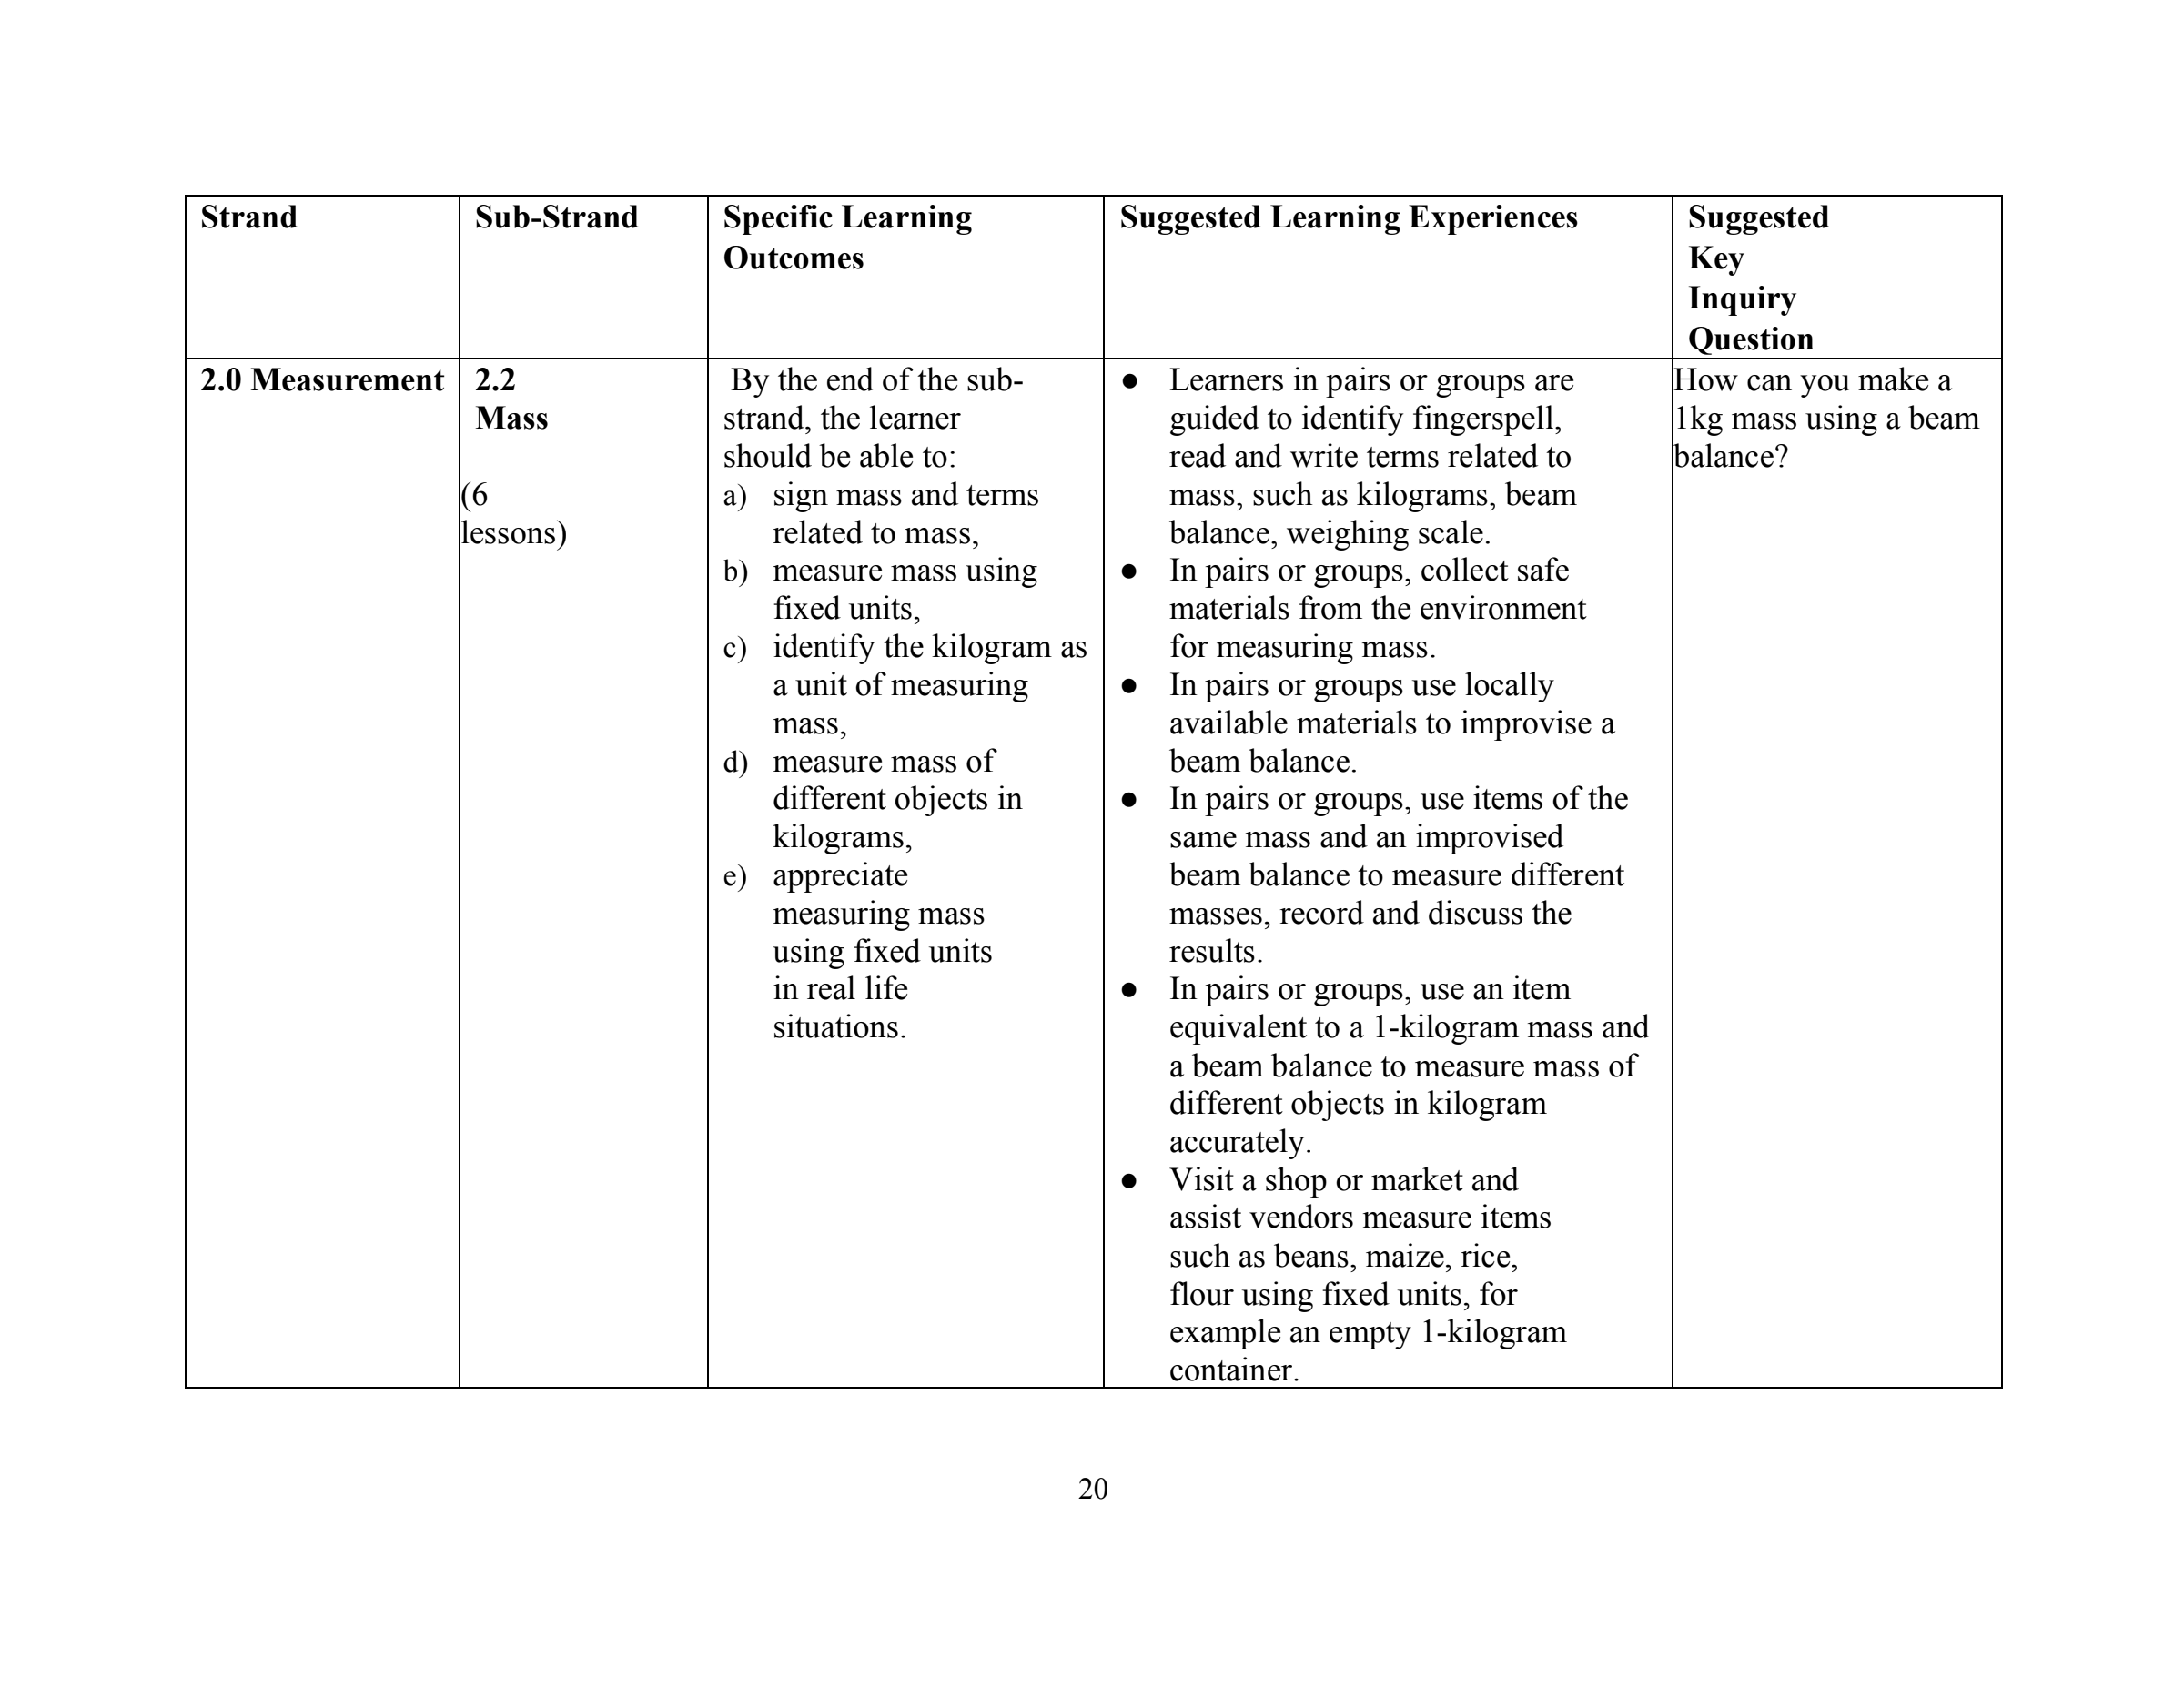 Strand
Sub-Strand
Specific Learning
Outcomes
Suggested Learning Experiences
Suggested
Key
Inquiry
Question
2.0 Measurement
2.2
Mass
(6
lessons)
By the end of the sub-
strand, the learner
should be able to:
a) sign mass and terms
related to mass,
b) measure mass using
fixed units,
c) identify the kilogram as
a unit of measuring
mass,
d) measure mass of
different objects in
kilograms,
e) appreciate
measuring mass
using fixed units
in real life
situations.
● Learners in pairs or groups are
guided to identify fingerspell,
read and write terms related to
mass, such as kilograms, beam
balance, weighing scale.
● In pairs or groups, collect safe
materials from the environment
for measuring mass.
● In pairs or groups use locally
available materials to improvise a
beam balance.
● In pairs or groups, use items of the
same mass and an improvised
beam balance to measure different
masses, record and discuss the
results.
● In pairs or groups, use an item
equivalent to a 1-kilogram mass and
a beam balance to measure mass of
different objects in kilogram
accurately.
● Visit a shop or market and
assist vendors measure items
such as beans, maize, rice,
flour using fixed units, for
example an empty 1-kilogram
container.
How can you make a
1kg mass using a beam
balance?
20